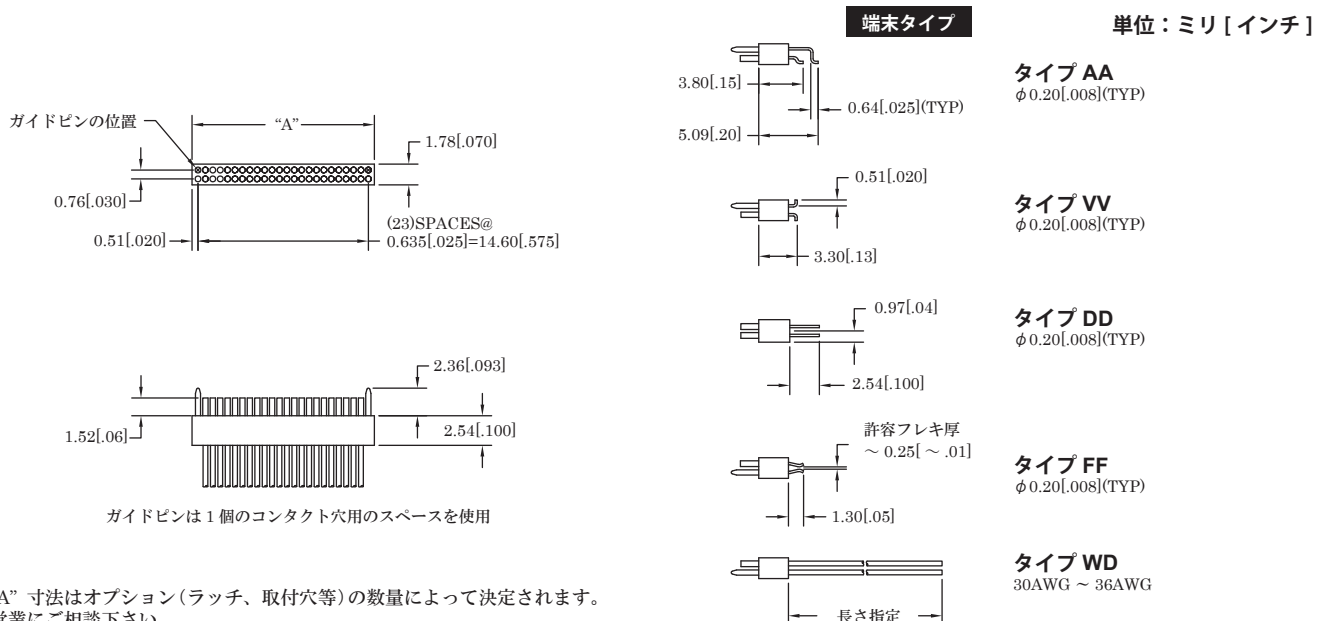 端末タイプ
単位：ミリ [ インチ ]
ガイドピンの位置
“A”
1.78[.070]
0.76[.030]
0.51[.020]
(23)SPACES@
0.635[.025]=14.60[.575]
2.36[.093]
1.52[.06]
2.54[.100]
ガイドピンは 1 個のコンタクト穴用のスペースを使用
A” 寸法はオプション（ラッチ、取付穴等）の数量によって決定されます。
営業にご相談下さい
3.80[.15]
0.64[.025](TYP)
5.09[.20]
タイプ AA
φ0.20[.008](TYP)
0.51[.020]
3.30[.13]
タイプ VV
φ0.20[.008](TYP)
0.97[.04]
2.54[.100]
タイプ DD
φ0.20[.008](TYP)
許容フレキ厚
～ 0.25[ ～ .01]
1.30[.05]
タイプ FF
φ0.20[.008](TYP)
タイプ WD
30AWG ～ 36AWG
長さ指定